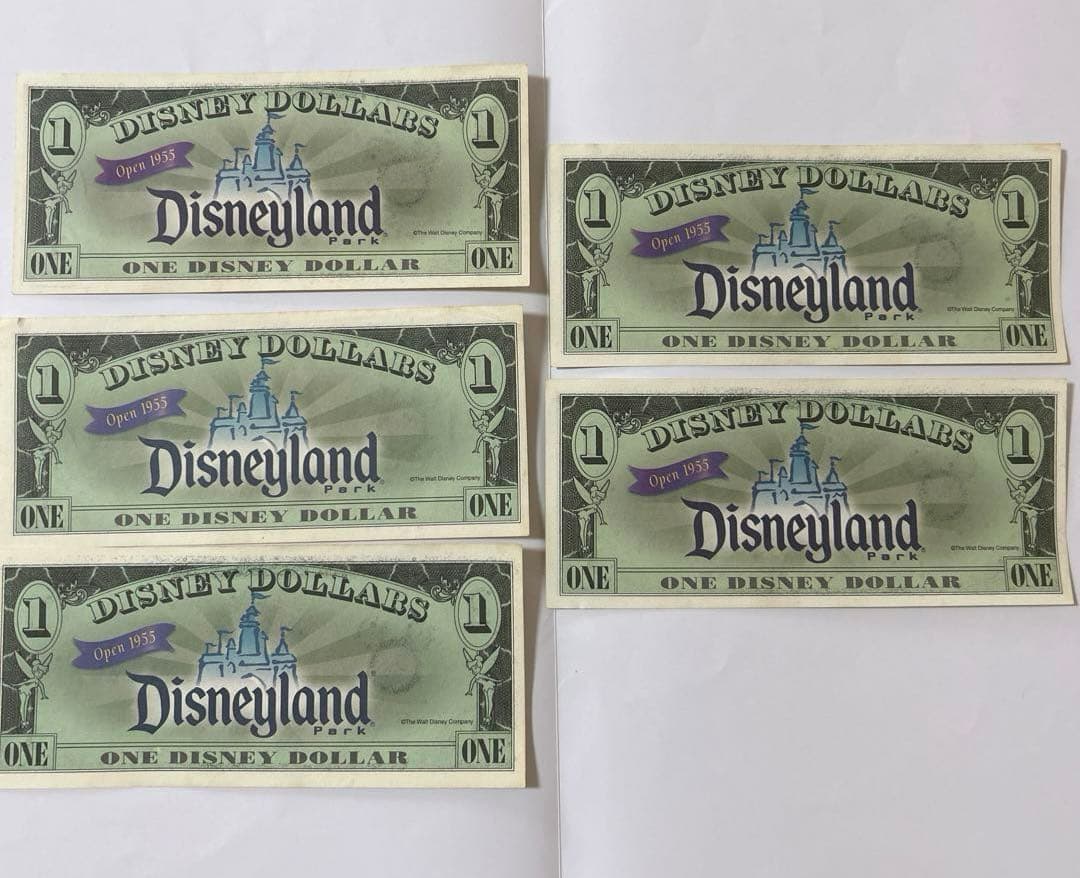 DISNEY DOLLARS
1 1
Open 1955
Disneyland
Park
©The Walt Disney Company
ONE ONE DISNEY DOLLAR ONE
DISNEY DOLLARS
1 1
Open 1955
Disneyland
Park
©The Walt Disney Company
ONE ONE DISNEY DOLLAR ONE
DISNEY DOLLARS
1 1
Open 1955
Disneyland
Park
©The Walt Disney Company
ONE ONE DISNEY DOLLAR ONE
DISNEY DOLLARS
1 1
Open 1955
Disneyland
Park
©The Walt Disney Company
ONE ONE DISNEY DOLLAR ONE
DISNEY DOLLARS
1 1
Open 1955
Disneyland
Park
©The Walt Disney Company
ONE ONE DISNEY DOLLAR ONE